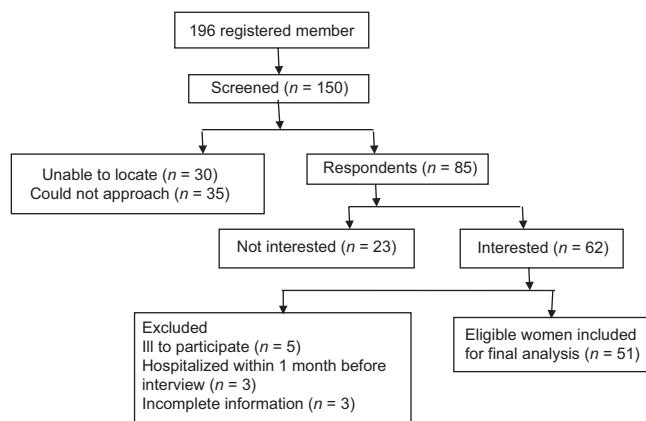 196 registered member
Screened (n = 150)
Unable to locate (n = 30)
Could not approach (n = 35)
Respondents (n = 85)
Not interested (n = 23)
Interested (n = 62)
Excluded
Ill to participate (n = 5)
Hospitalized within 1 month before
interview (n = 3)
Incomplete information (n = 3)
Eligible women included
for final analysis (n = 51)